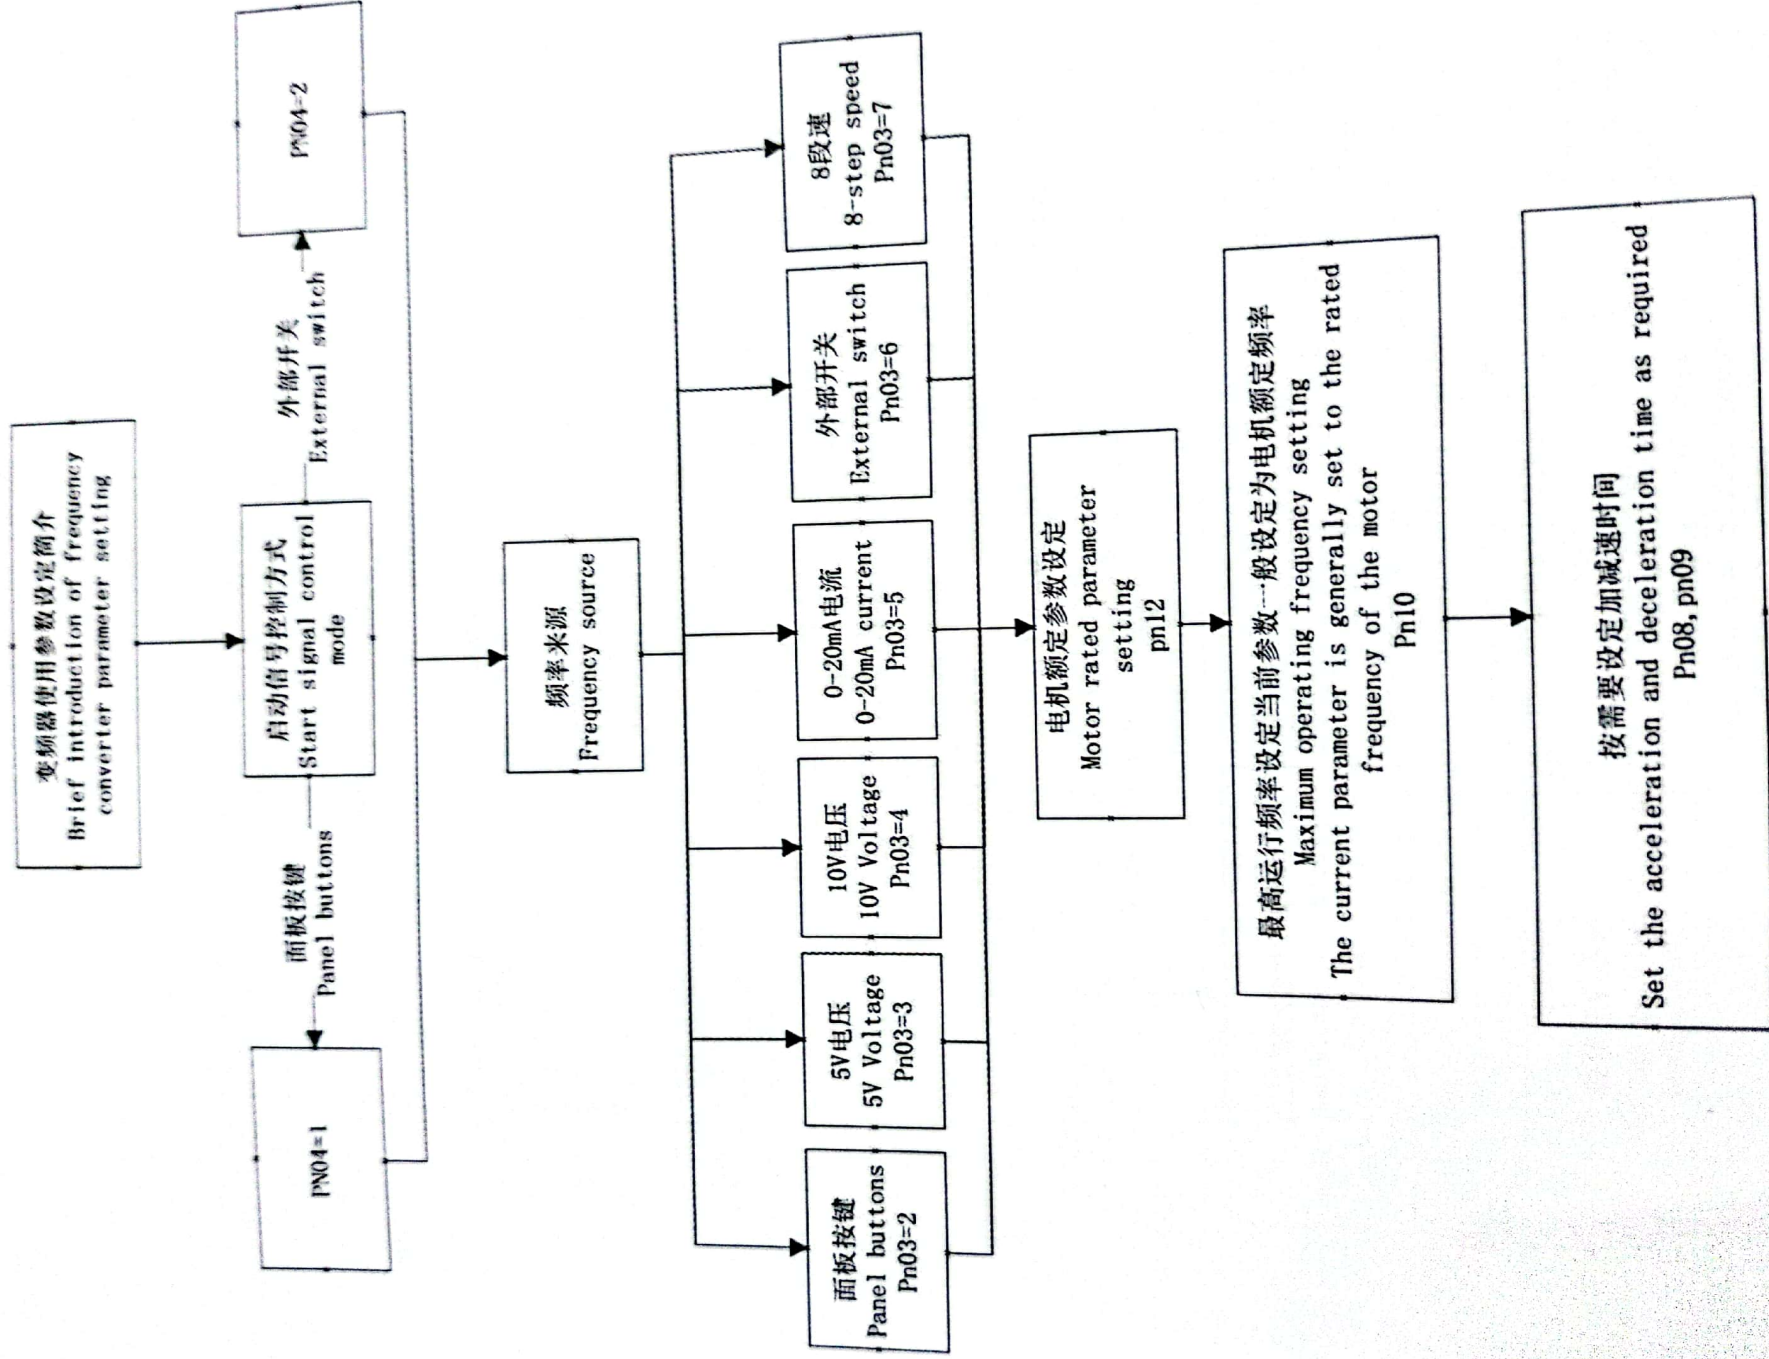 变频器使用参数设定简介
Brief introduction of frequency
converter parameter setting
启动信号控制方式
Start signal control
mode
面板按键
Panel buttons
外部开关
External switch
PN04=1
PN04=2
频率来源
Frequency source
面板按键
Panel buttons
Pn03=2
5V电压
5V Voltage
Pn03=3
10V电压
10V Voltage
Pn03=4
0-20mA电流
0-20mA current
Pn03=5
外部开关
External switch
Pn03=6
8段速
8-step speed
Pn03=7
电机额定参数设定
Motor rated parameter
setting
pn12
最高运行频率设定当前参数一般设定为电机额定频率
Maximum operating frequency setting
The current parameter is generally set to the rated
frequency of the motor
Pn10
按需要设定加减速时间
Set the acceleration and deceleration time as required
Pn08,pn09